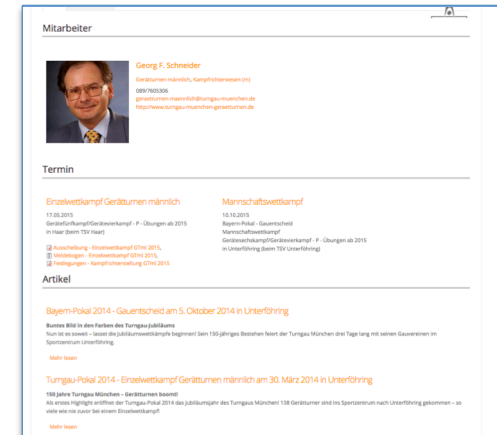 Mitarbeiter
Georg F. Schneider
Gerätturnen männlich, Kampfrichterwesen (m)
089/7605306
geraetturnen-maennlich@turngau-muenchen.de
http://www.turngau-muenchen-geraetturnen.de
Termin
Einzelwettkampf Gerätturnen männlich
17.05.2015
Gerätefünfkampf/Gerätevierkampf - P - Übungen ab 2015
in Haar (beim TSV Haar)
Ausschreibung - Einzelwettkampf GTml 2015,
Meldebogen - Einzelwettkampf GTml 2015,
Festlegungen - Kampfrichterstellung GTml 2015
Mannschaftswettkampf
10.10.2015
Bayern-Pokal - Gauentscheid
Mannschaftswettkampf
Gerätesechskampf/Gerätevierkampf - P - Übungen ab 2015
in Unterföhring (beim TSV Unterföhring)
Artikel
Bayern-Pokal 2014 - Gauentscheid am 5. Oktober 2014 in Unterföhring
Buntes Bild in den Farben des Turngau-Jubiläums
Nun ist es soweit – lasset die Jubiläumswettkämpfe beginnen! Sein 150-jähriges Bestehen feiert der Turngau München drei Tage lang mit seinen Gauvereinen im
Sportzentrum Unterföhring.
Mehr lesen
Turngau-Pokal 2014 - Einzelwettkampf Gerätturnen männlich am 30. März 2014 in Unterföhring
150 Jahre Turngau München – Gerätturnen boomt!
Als erstes Highlight eröffnet der Turngau-Pokal 2014 das Jubiläumsjahr des Turngaus München! 138 Gerätturner sind ins Sportzentrum nach Unterföhring gekommen – so
viele wie nie zuvor bei einem Einzelwettkampf!
Mehr lesen